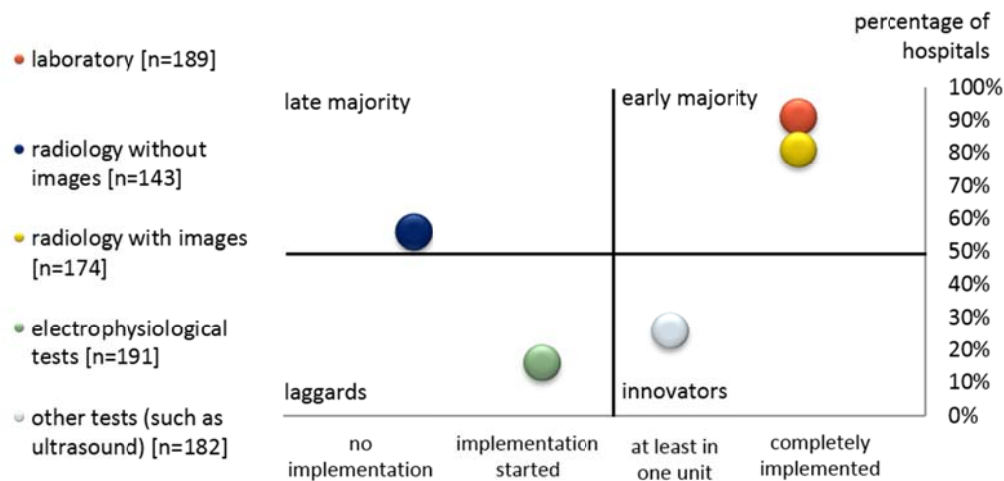 laboratory [n=189]
radiology without
images [n=143]
radiology with images
[n=174]
electrophysiological
tests [n=191]
other tests (such as
ultrasound) [n=182]
late majority
early majority
laggards
innovators
percentage of
hospitals
100%
90%
80%
70%
60%
50%
40%
30%
20%
10%
0%
no
implementation
implementation
started
at least in
one unit
completely
implemented